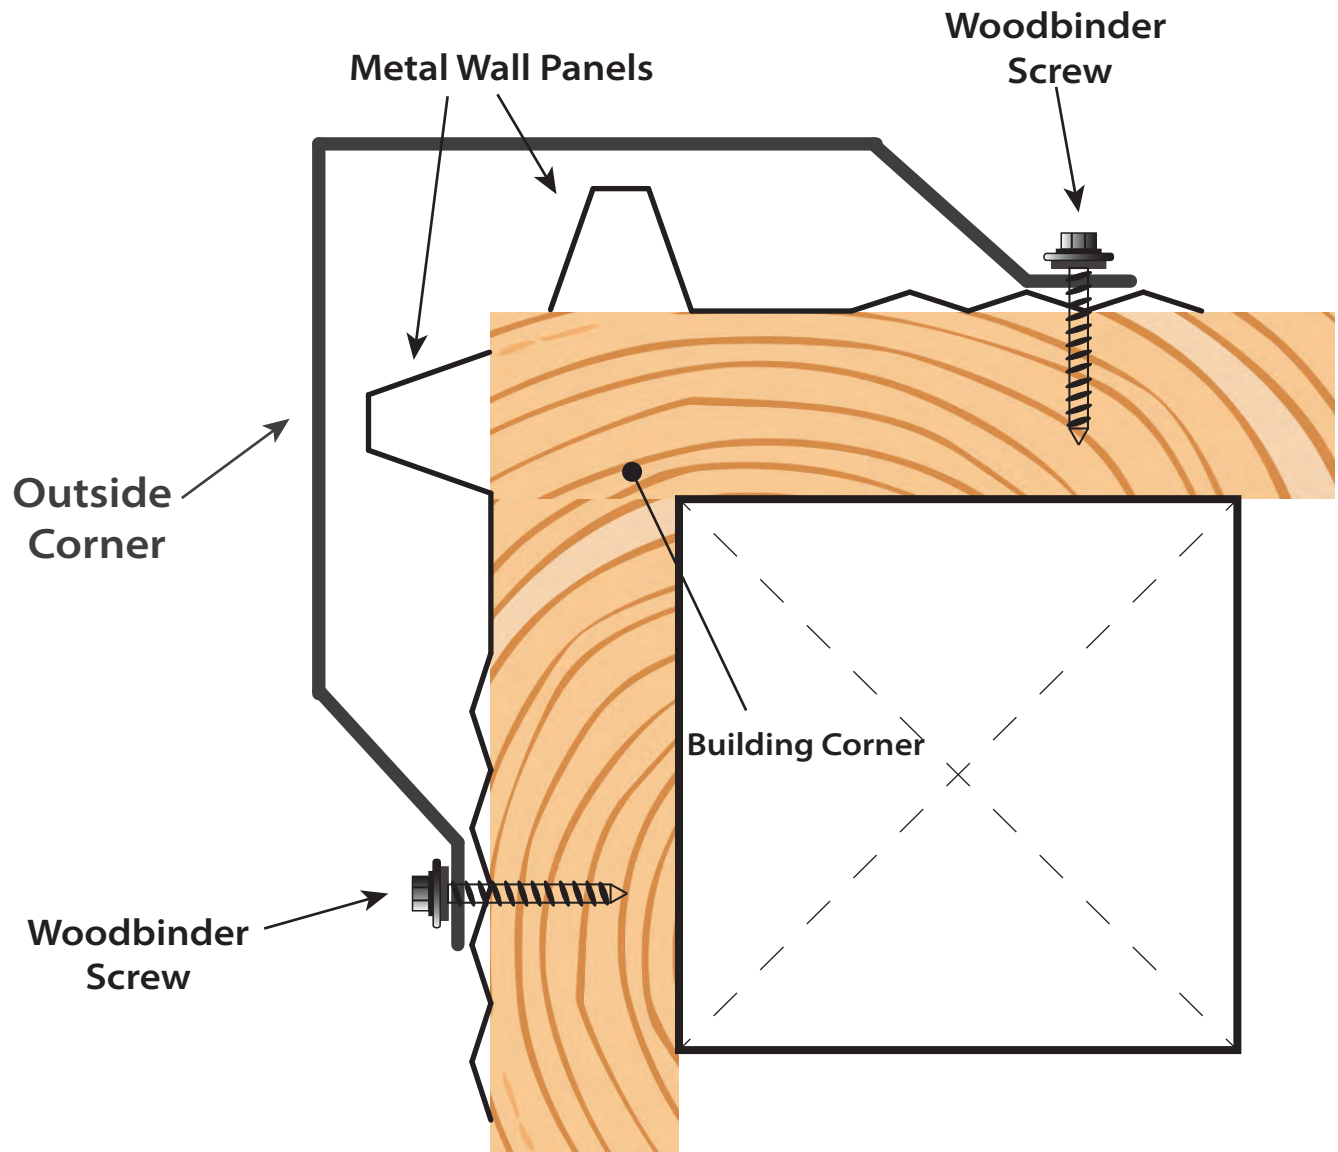 Woodbinder
Screw
Metal Wall Panels
Outside
Corner
Building Corner
Woodbinder
Screw